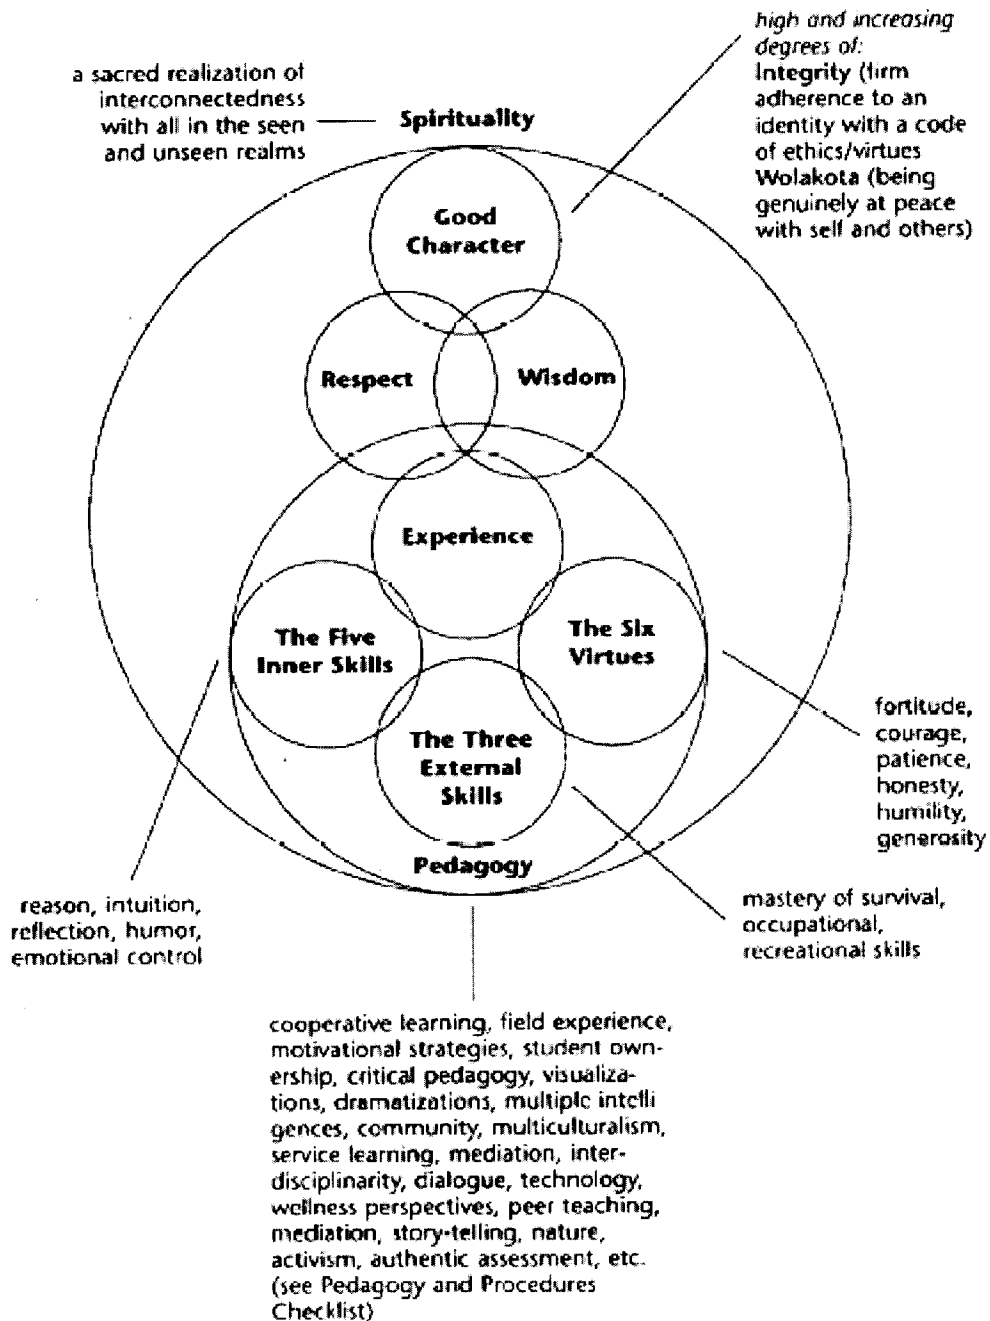 high and increasing
degrees of:
Integrity (firm
adherence to an
identity with a code
of ethics/virtues
Wolakota (being
genuinely at peace
with self and others)
a sacred realization of
interconnectedness
with all in the seen
and unseen realms
Spirituality
Good
Character
Respect
Wisdom
Experience
The Five
Inner Skills
The Six
Virtues
The Three
External
Skills
Pedagogy
fortitude,
courage,
patience,
honesty,
humility,
generosity
reason, intuition,
reflection, humor,
emotional control
mastery of survival,
occupational,
recreational skills
cooperative learning, field experience,
motivational strategies, student own-
ership, critical pedagogy, visualiza-
tions, dramatizations, multiple intelli
gences, community, multiculturalism,
service learning, mediation, inter-
disciplinarity, dialogue, technology,
wellness perspectives, peer teaching,
mediation, story-telling, nature,
activism, authentic assessment, etc.
(see Pedagogy and Procedures
Checklist)